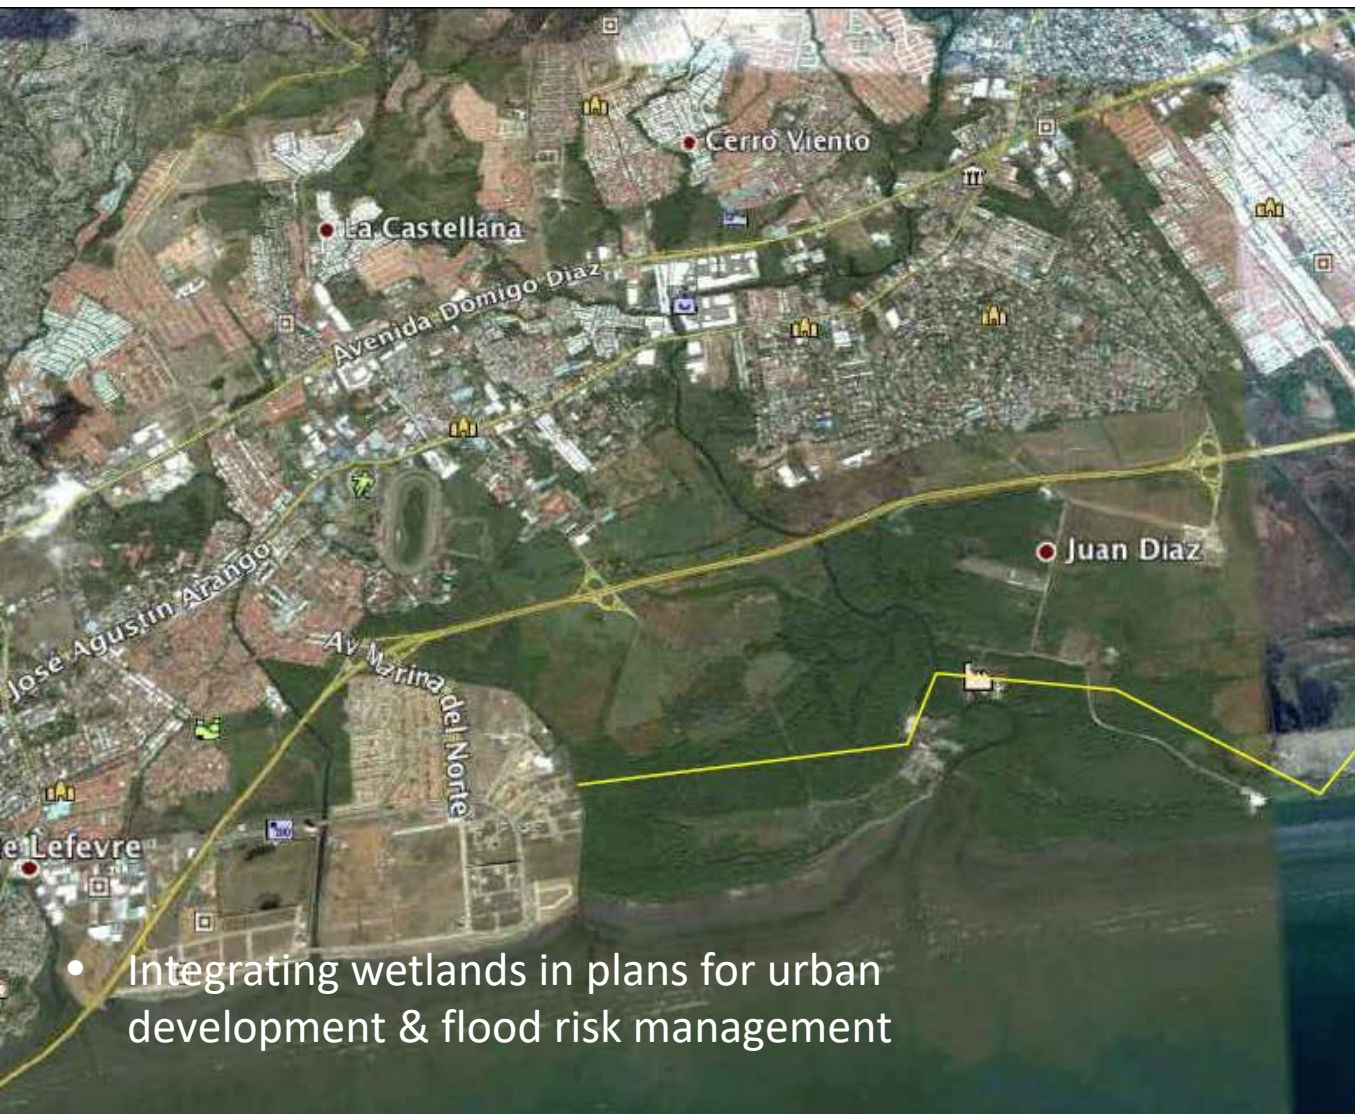 Cerro Viento
La Castellana
Avenida Domigo Diaz
José Agustín Arango
Juan Díaz
Av Marina del Norte
e Lefevre
• Integrating wetlands in plans for urban
development & flood risk management